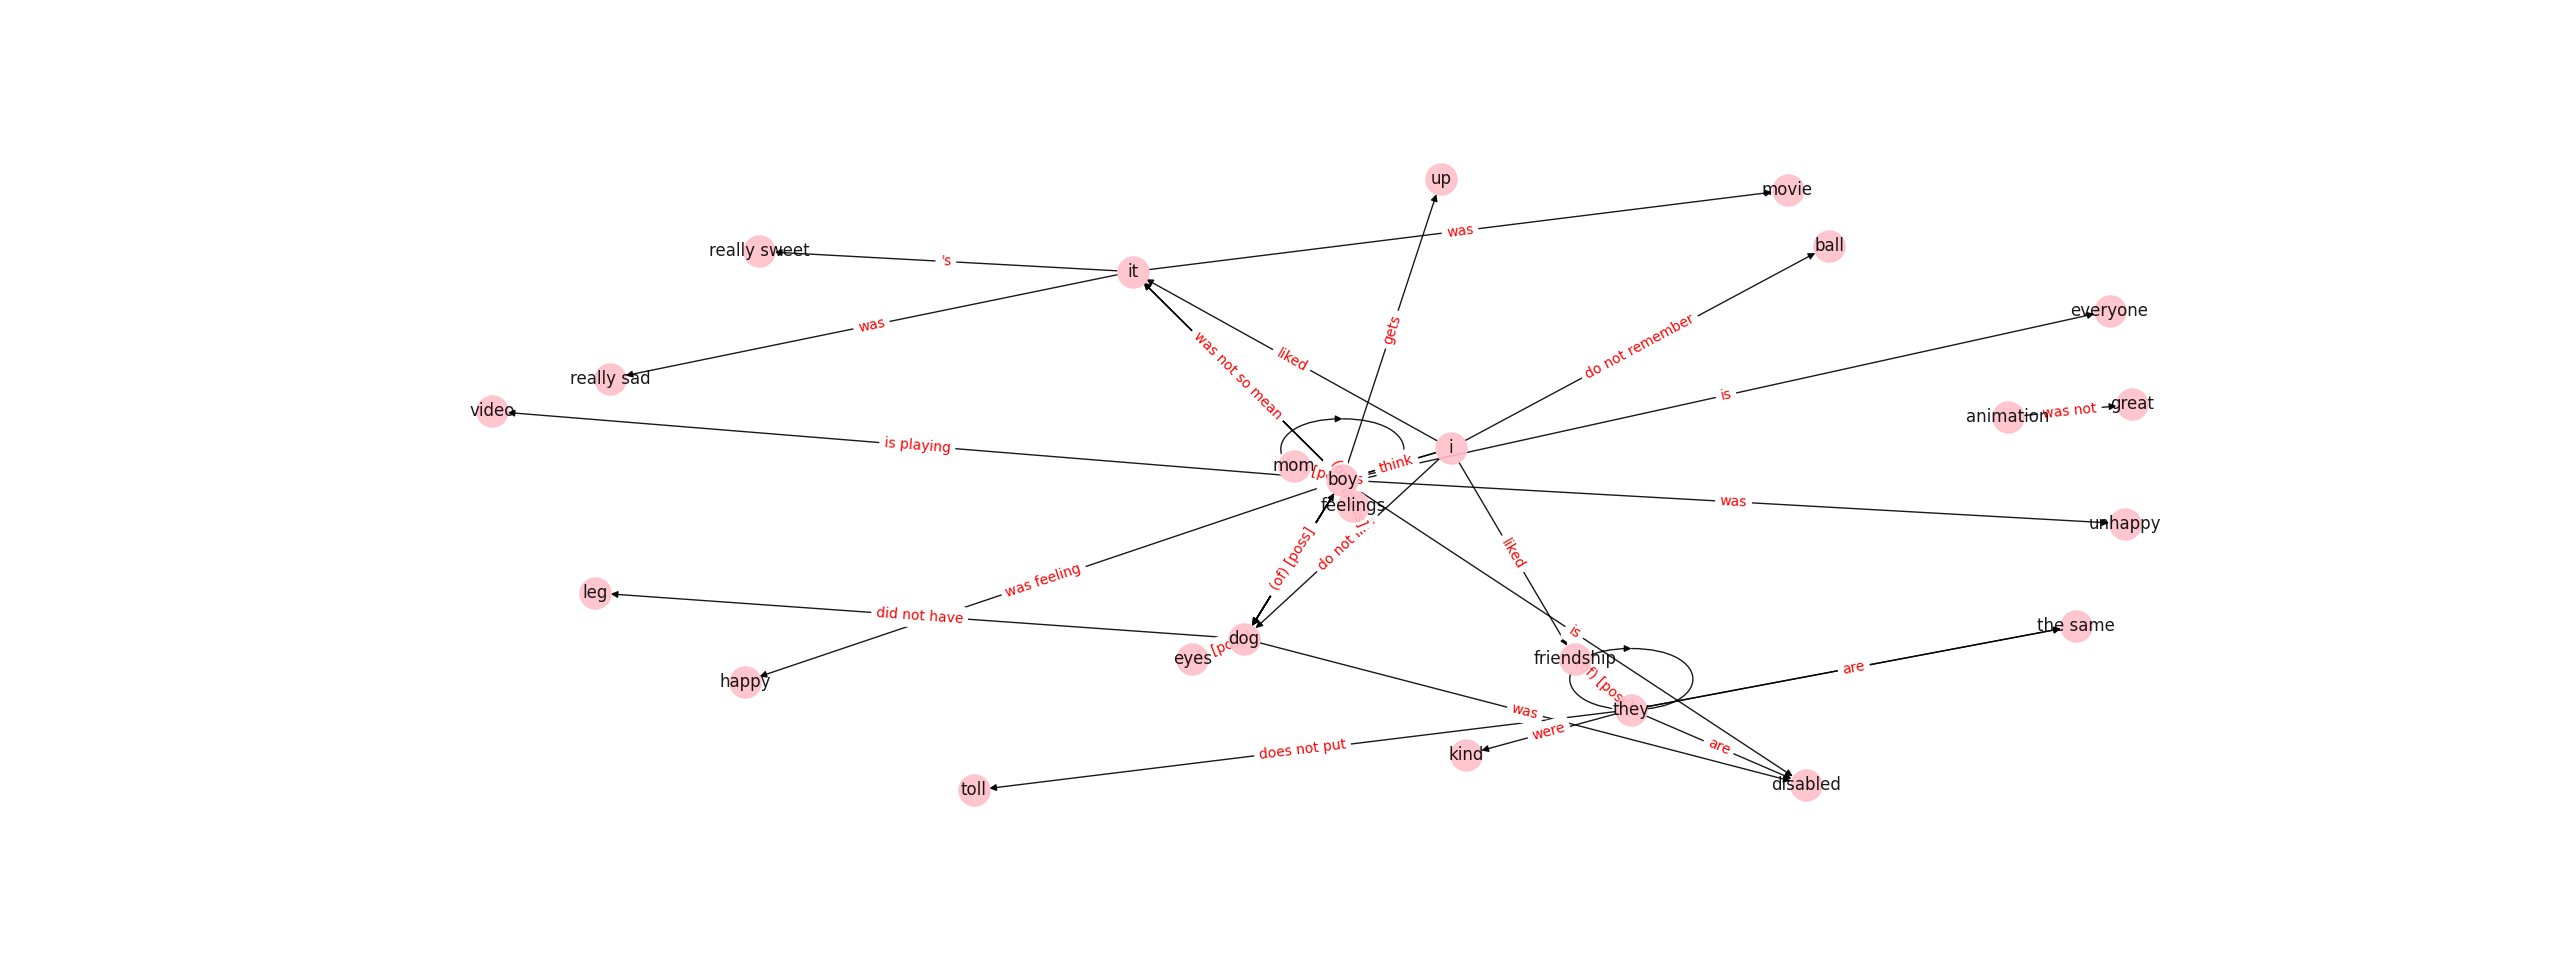 up
movie
was
ball
really sweet
's
it
everyone
was
gets
do not remember
really sad
liked
was not so mean
is
video
is playing
animation
was not
great
i
think
mom
boy
feelings
was
unhappy
do not
(of) [poss]
liked
was feeling
leg
did not have
is
the same
dog
eyes
friendship
are
happy
they
was
were
are
does not put
kind
toll
disabled